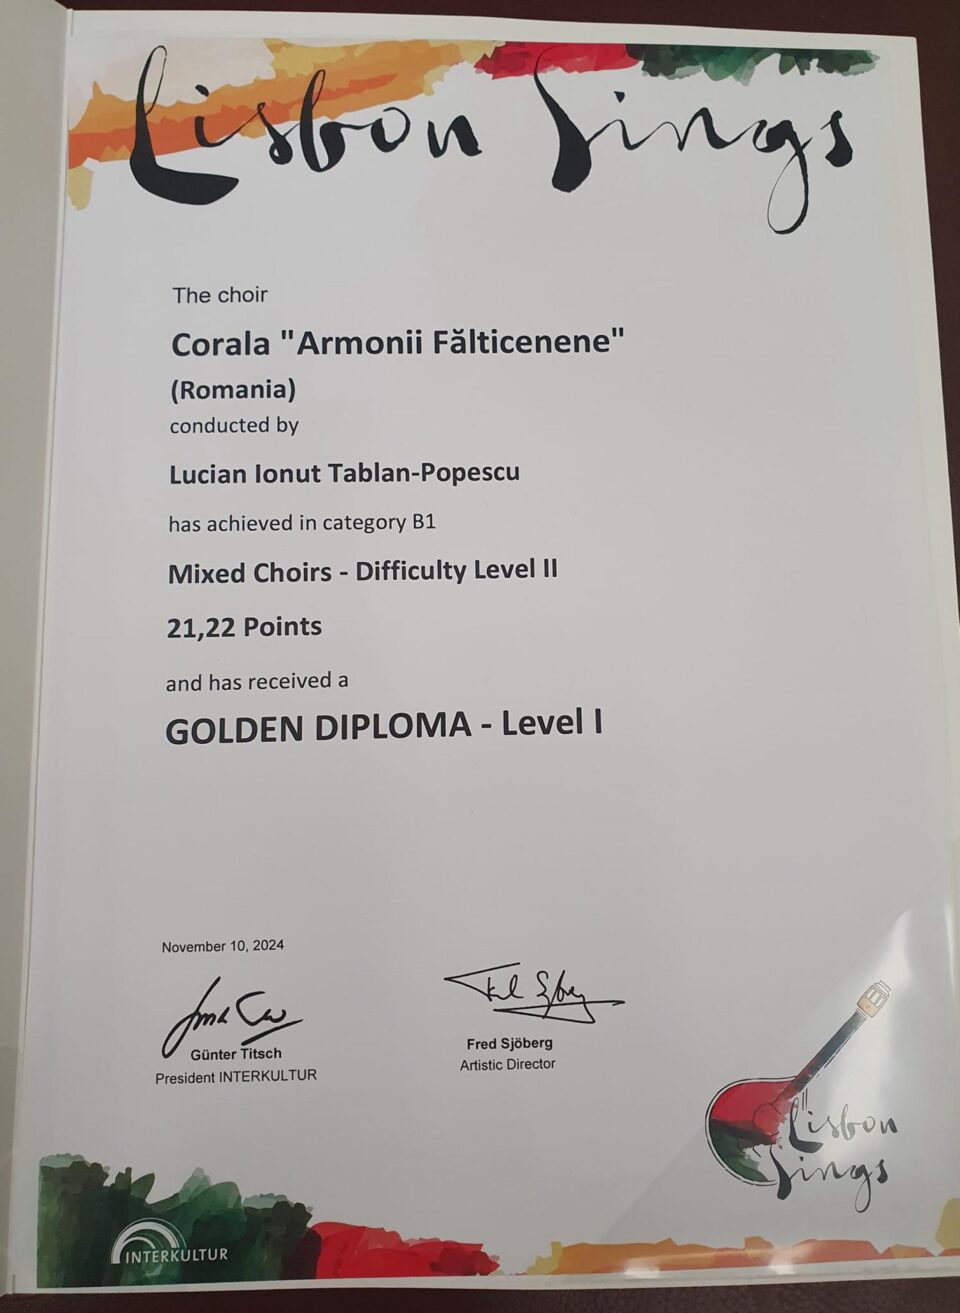 Lisbon Sings
The choir
Corala "Armonii Fălticenene"
(Romania)
conducted by
Lucian Ionut Tablan-Popescu
has achieved in category B1
Mixed Choirs - Difficulty Level II
21,22 Points
and has received a
GOLDEN DIPLOMA - Level I
November 10, 2024
Günter Titsch
President INTERKULTUR
Fred Sjöberg
Artistic Director
Lisbon
Sings
INTERKULTUR